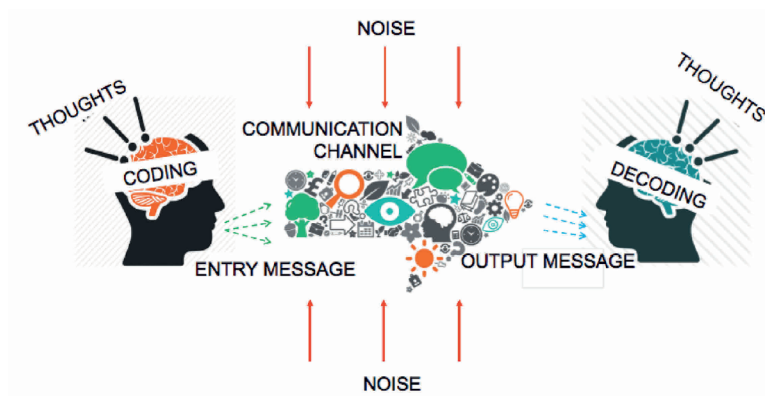 NOISE
THOUGHTS
THOUGHTS
COMMUNICATION
CHANNEL
CODING
DECODING
ENTRY MESSAGE
OUTPUT MESSAGE
NOISE